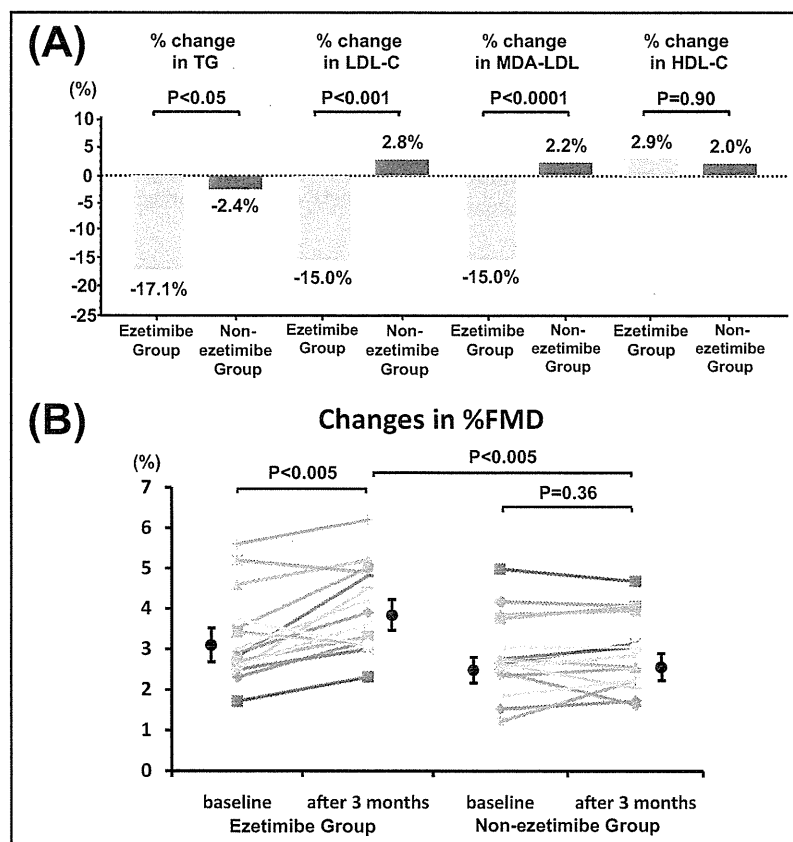 (A)
% change in TG
% change in LDL-C
% change in MDA-LDL
% change in HDL-C
(%)
P<0.05
P<0.001
P<0.0001
P=0.90
10
5
0
-5
-10
-15
-20
-25
-17.1%
-2.4%
-15.0%
2.8%
-15.0%
2.2%
2.9%
2.0%
Ezetimibe Group
Non-ezetimibe Group
Ezetimibe Group
Non-ezetimibe Group
Ezetimibe Group
Non-ezetimibe Group
Ezetimibe Group
Non-ezetimibe Group
(B)
Changes in %FMD
(%)
P<0.005
P<0.005
P=0.36
7
6
5
4
3
2
1
0
baseline
after 3 months
baseline
after 3 months
Ezetimibe Group
Non-ezetimibe Group